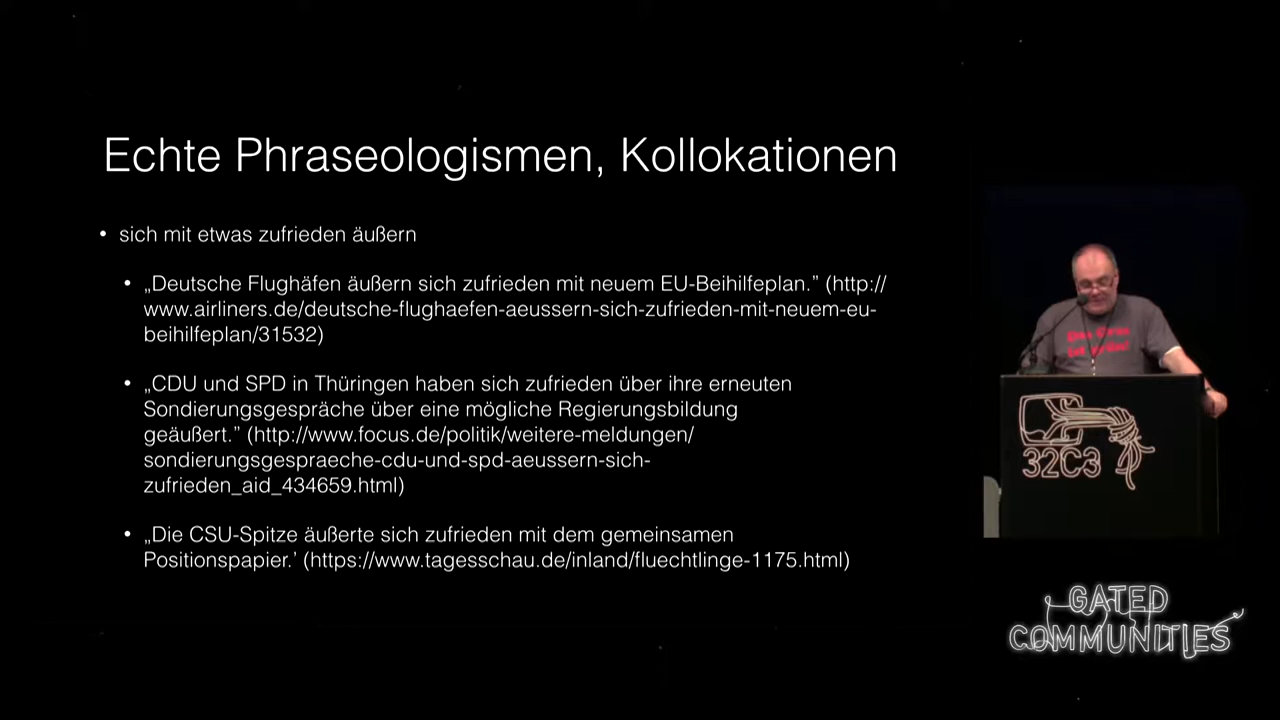 Echte Phraseologismen, Kollokationen
• sich mit etwas zufrieden äußern
• „Deutsche Flughäfen äußern sich zufrieden mit neuem EU-Beihilfeplan.” (http://
www.airliners.de/deutsche-flughaefen-aeussern-sich-zufrieden-mit-neuem-eu-
beihilfeplan/31532)
• „CDU und SPD in Thüringen haben sich zufrieden über ihre erneuten
Sondierungsgespräche über eine mögliche Regierungsbildung
geäußert.” (http://www.focus.de/politik/weitere-meldungen/
sondierungsgespraeche-cdu-und-spd-aeussern-sich-
zufrieden_aid_434659.html)
• „Die CSU-Spitze äußerte sich zufrieden mit dem gemeinsamen
Positionspapier.’ (https://www.tagesschau.de/inland/fluechtlinge-1175.html)
32C3
GATED
COMMUNITIES